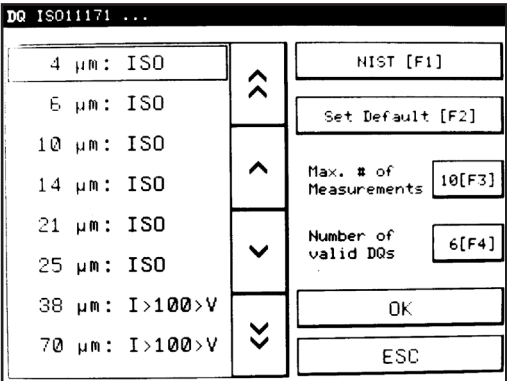 DQ ISO11171 ...
4 µm: ISO
6 µm: ISO
10 µm: ISO
14 µm: ISO
21 µm: ISO
25 µm: ISO
38 µm: I>100>V
70 µm: I>100>V
NIST [F1]
Set Default [F2]
Max. # of
Measurements
10[F3]
Number of
valid DQs
6[F4]
OK
ESC